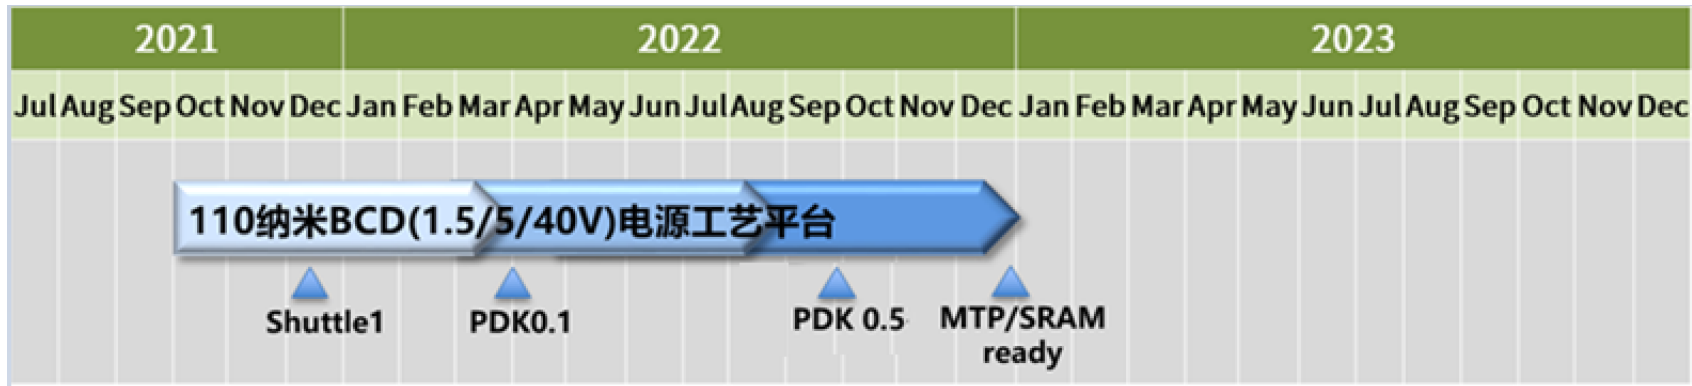 2021 2022 2023
Jul Aug Sep Oct Nov Dec Jan Feb Mar Apr May Jun Jul Aug Sep Oct Nov Dec Jan Feb Mar Apr May Jun Jul Aug Sep Oct Nov Dec
110纳米BCD(1.5/5/40V)电源工艺平台
Shuttle1 PDK0.1 PDK 0.5 MTP/SRAM
ready